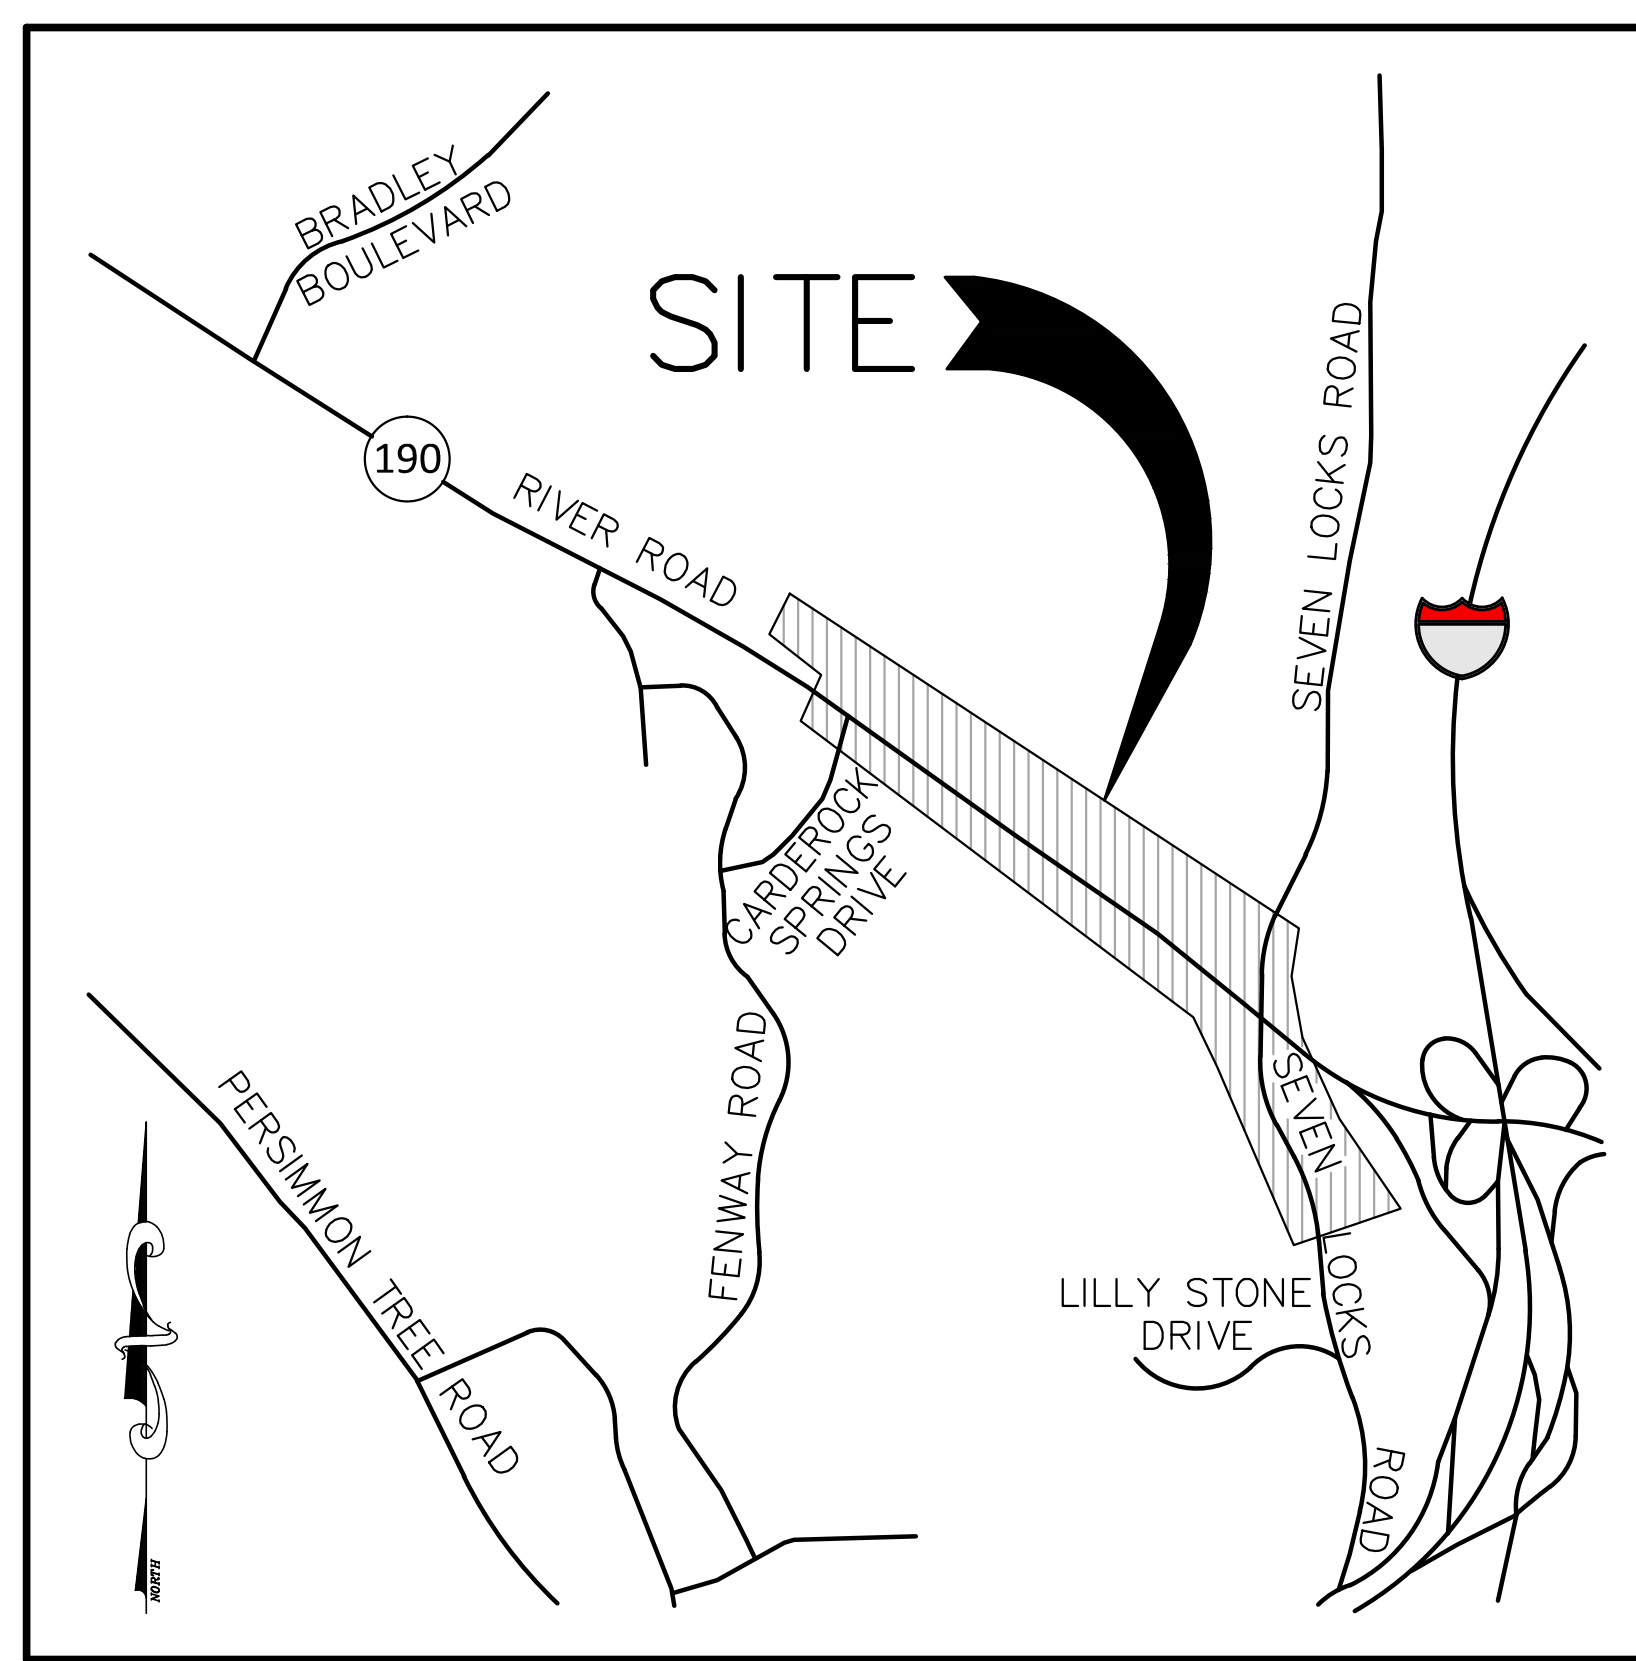 BRADLEY
BOULEVARD
SITE
190
RIVER ROAD
SEVEN LOCKS ROAD
CARDEROCK
SPRINGS
DRIVE
FENWAY ROAD
PERSIMMON TREE ROAD
SEVEN LOCKS ROAD
LILLY STONE
DRIVE
NORTH